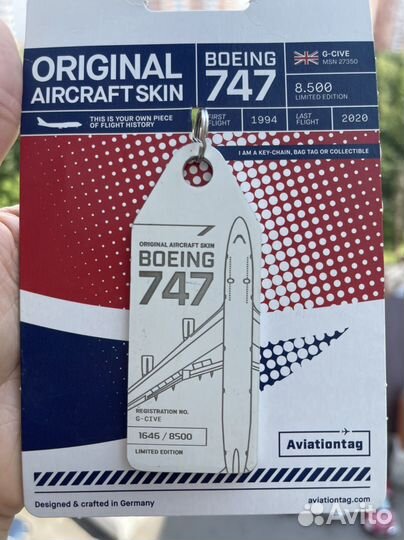 ORIGINAL
AIRCRAFT SKIN
THIS IS YOUR OWN PIECE
OF FLIGHT HISTORY
BOEING
747
G-CIVE
MSN 27350
8.500
LIMITED EDITION
FIRST
FLIGHT
1994
LAST
FLIGHT
2020
I AM A KEY-CHAIN, BAG TAG OR COLLECTIBLE
ORIGINAL AIRCRAFT SKIN
BOEING
747
REGISTRATION NO.
G-CIVE
1646 / 8500
LIMITED EDITION
Aviationtag
Designed & crafted in Germany
aviationtag.com
Avito